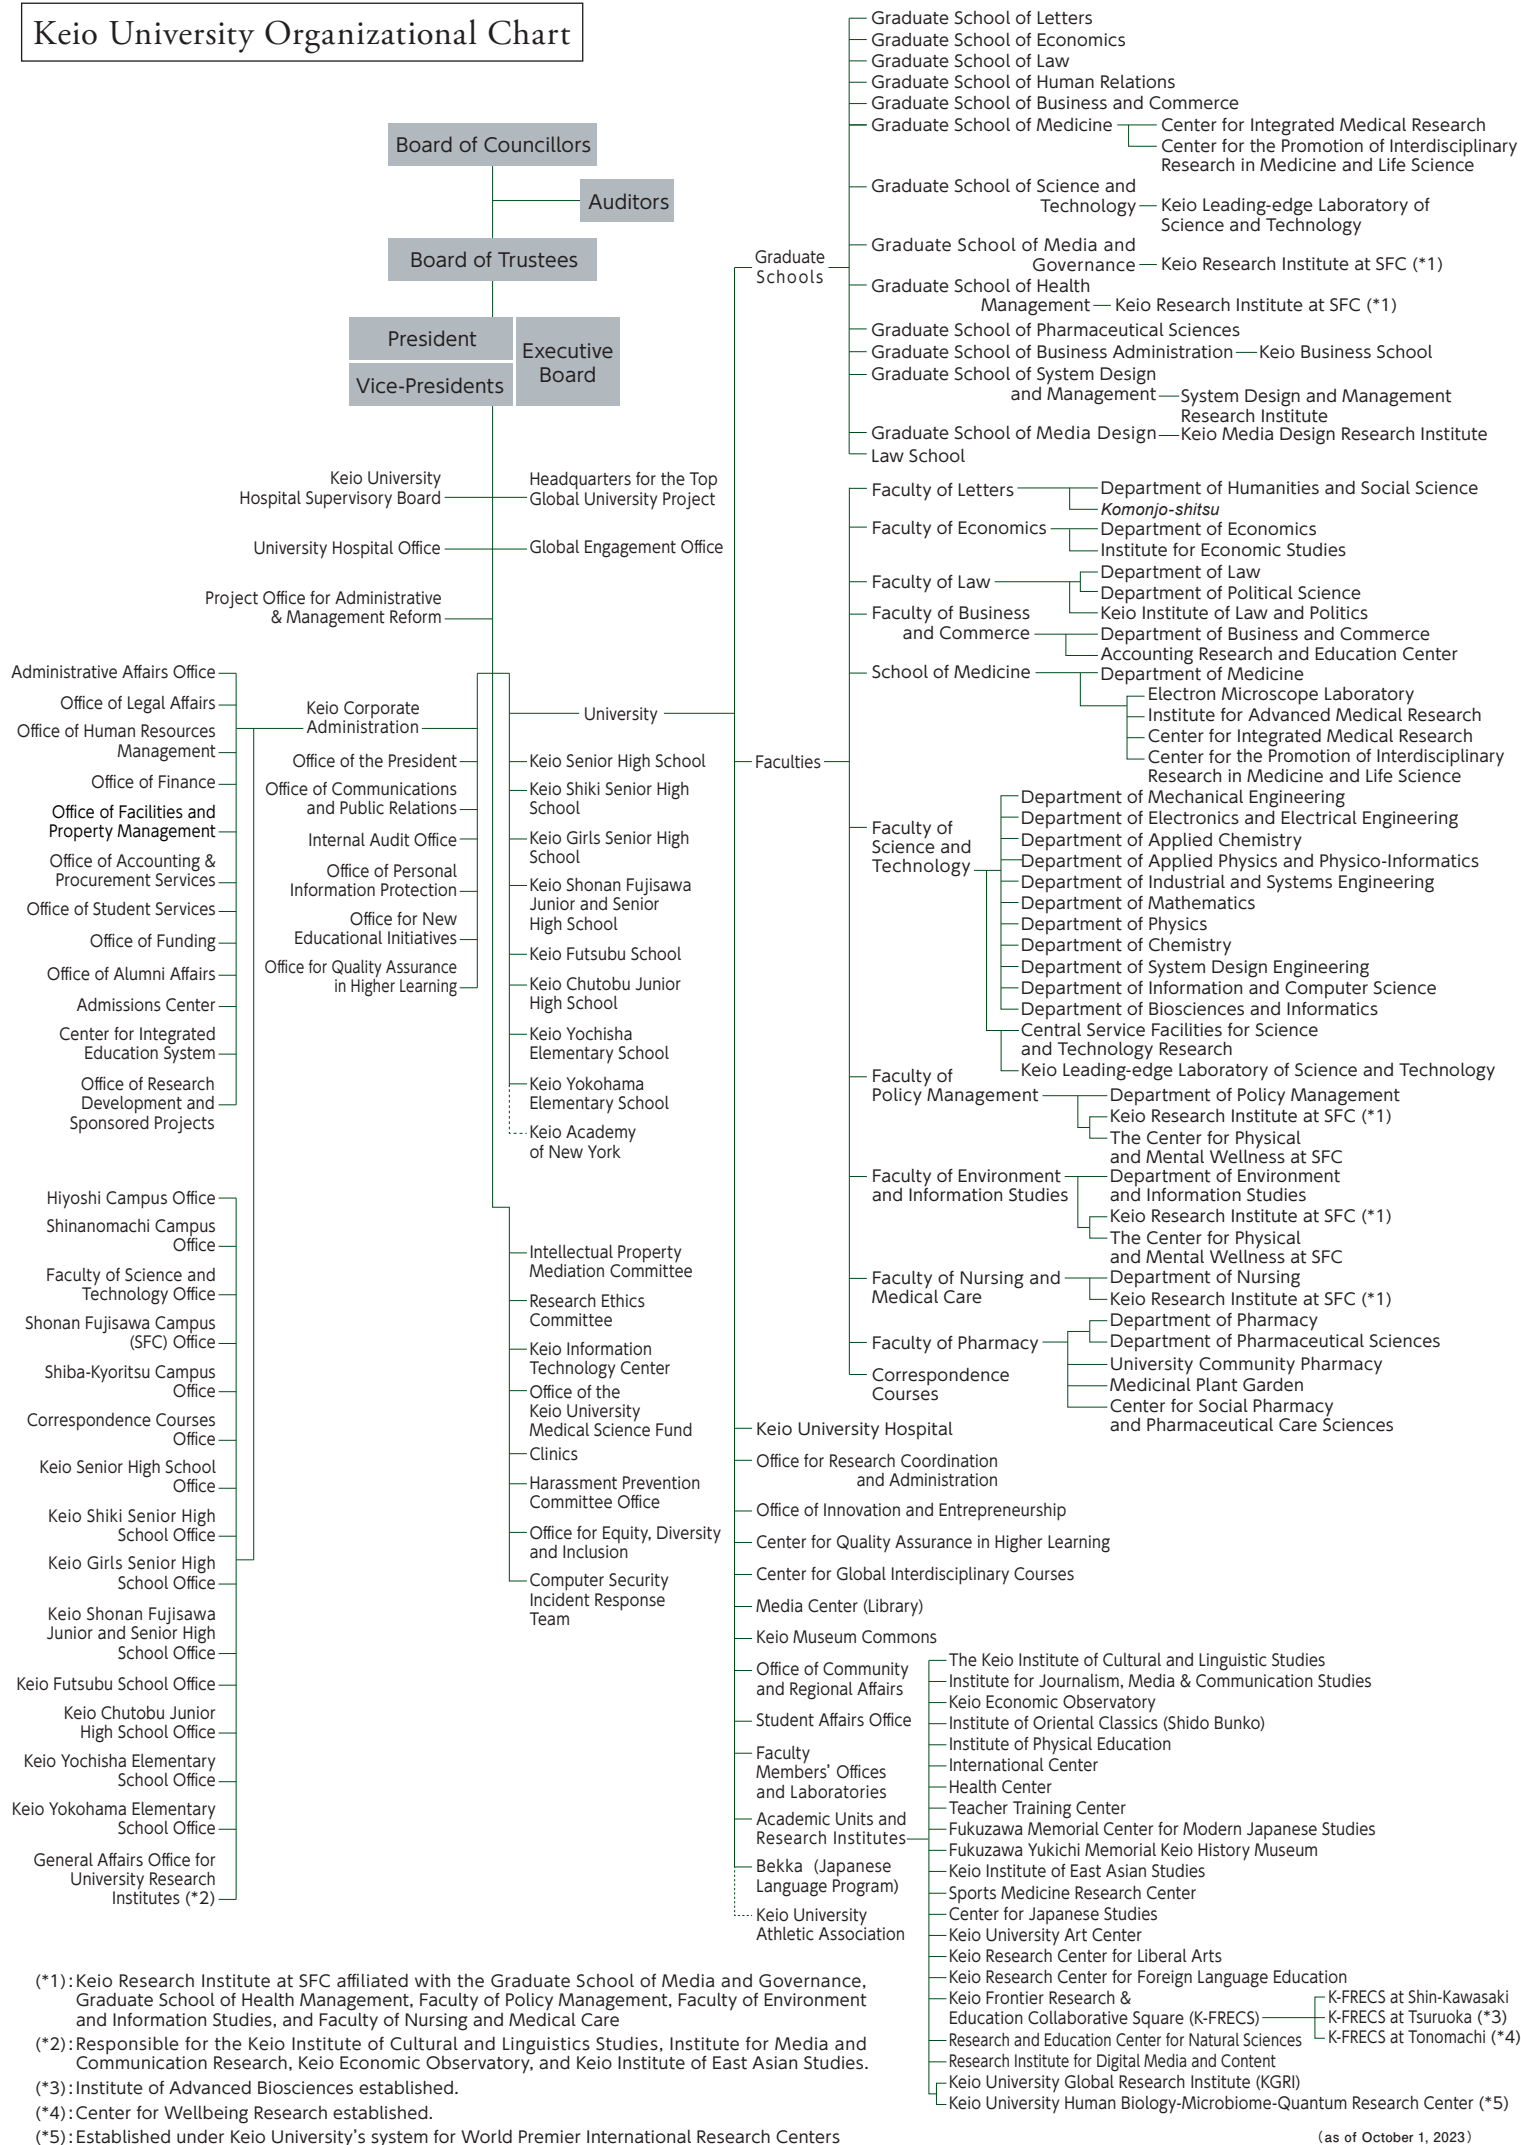 Keio University Organizational Chart
Board of Councillors
Auditors
Board of Trustees
President
Vice-Presidents
Executive
Board
Keio University
Hospital Supervisory Board
Headquarters for the Top
Global University Project
University Hospital Office
Global Engagement Office
Project Office for Administrative
& Management Reform
Keio Corporate
Administration
Administrative Affairs Office
Office of Legal Affairs
Office of Human Resources
Management
Office of Finance
Office of Facilities and
Property Management
Office of Accounting &
Procurement Services
Office of Student Services
Office of Funding
Office of Alumni Affairs
Admissions Center
Center for Integrated
Education System
Office of Research
Development and
Sponsored Projects
Hiyoshi Campus Office
Shinanomachi Campus
Office
Faculty of Science and
Technology Office
Shonan Fujisawa Campus
(SFC) Office
Shiba-Kyoritsu Campus
Office
Correspondence Courses
Office
Keio Senior High School
Office
Keio Shiki Senior High
School Office
Keio Girls Senior High
School Office
Keio Shonan Fujisawa
Junior and Senior High
School Office
Keio Futsubu School Office
Keio Chutobu Junior
High School Office
Keio Yochisha Elementary
School Office
Keio Yokohama Elementary
School Office
General Affairs Office for
University Research
Institutes (*2)
Office of the President
Office of Communications
and Public Relations
Internal Audit Office
Office of Personal
Information Protection
Office for New
Educational Initiatives
Office for Quality Assurance
in Higher Learning
University
Keio Senior High School
Keio Shiki Senior High
School
Keio Girls Senior High
School
Keio Shonan Fujisawa
Junior and Senior
High School
Keio Futsubu School
Keio Chutobu Junior
High School
Keio Yochisha
Elementary School
Keio Yokohama
Elementary School
Keio Academy
of New York
Intellectual Property
Mediation Committee
Research Ethics
Committee
Keio Information
Technology Center
Office of the
Keio University
Medical Science Fund
Clinics
Harassment Prevention
Committee Office
Office for Equity, Diversity
and Inclusion
Computer Security
Incident Response
Team
Graduate
Schools
Graduate School of Letters
Graduate School of Economics
Graduate School of Law
Graduate School of Human Relations
Graduate School of Business and Commerce
Graduate School of Medicine
Center for Integrated Medical Research
Center for the Promotion of Interdisciplinary
Research in Medicine and Life Science
Graduate School of Science and
Technology
Keio Leading-edge Laboratory of
Science and Technology
Graduate School of Media and
Governance
Keio Research Institute at SFC (*1)
Graduate School of Health
Management
Keio Research Institute at SFC (*1)
Graduate School of Pharmaceutical Sciences
Graduate School of Business Administration
Keio Business School
Graduate School of System Design
and Management
System Design and Management
Research Institute
Graduate School of Media Design
Keio Media Design Research Institute
Law School
Faculties
Faculty of Letters
Department of Humanities and Social Science
Komonjo-shitsu
Faculty of Economics
Department of Economics
Institute for Economic Studies
Faculty of Law
Department of Law
Department of Political Science
Keio Institute of Law and Politics
Faculty of Business
and Commerce
Department of Business and Commerce
Accounting Research and Education Center
School of Medicine
Department of Medicine
Electron Microscope Laboratory
Institute for Advanced Medical Research
Center for Integrated Medical Research
Center for the Promotion of Interdisciplinary
Research in Medicine and Life Science
Faculty of
Science and
Technology
Department of Mechanical Engineering
Department of Electronics and Electrical Engineering
Department of Applied Chemistry
Department of Applied Physics and Physico-Informatics
Department of Industrial and Systems Engineering
Department of Mathematics
Department of Physics
Department of Chemistry
Department of System Design Engineering
Department of Information and Computer Science
Department of Biosciences and Informatics
Central Service Facilities for Science
and Technology Research
Keio Leading-edge Laboratory of Science and Technology
Faculty of
Policy Management
Department of Policy Management
Keio Research Institute at SFC (*1)
The Center for Physical
and Mental Wellness at SFC
Faculty of Environment
and Information Studies
Department of Environment
and Information Studies
Keio Research Institute at SFC (*1)
The Center for Physical
and Mental Wellness at SFC
Faculty of Nursing and
Medical Care
Department of Nursing
Keio Research Institute at SFC (*1)
Faculty of Pharmacy
Department of Pharmacy
Department of Pharmaceutical Sciences
University Community Pharmacy
Medicinal Plant Garden
Center for Social Pharmacy
and Pharmaceutical Care Sciences
Correspondence
Courses
Keio University Hospital
Office for Research Coordination
and Administration
Office of Innovation and Entrepreneurship
Center for Quality Assurance in Higher Learning
Center for Global Interdisciplinary Courses
Media Center (Library)
Keio Museum Commons
Office of Community
and Regional Affairs
Student Affairs Office
Faculty
Members' Offices
and Laboratories
Academic Units and
Research Institutes
Bekka (Japanese
Language Program)
Keio University
Athletic Association
The Keio Institute of Cultural and Linguistic Studies
Institute for Journalism, Media & Communication Studies
Keio Economic Observatory
Institute of Oriental Classics (Shido Bunko)
Institute of Physical Education
International Center
Health Center
Teacher Training Center
Fukuzawa Memorial Center for Modern Japanese Studies
Fukuzawa Yukichi Memorial Keio History Museum
Keio Institute of East Asian Studies
Sports Medicine Research Center
Center for Japanese Studies
Keio University Art Center
Keio Research Center for Liberal Arts
Keio Research Center for Foreign Language Education
Keio Frontier Research &
Education Collaborative Square (K-FRECS)
K-FRECS at Shin-Kawasaki
K-FRECS at Tsuruoka (*3)
K-FRECS at Tonomachi (*4)
Research and Education Center for Natural Sciences
Research Institute for Digital Media and Content
Keio University Global Research Institute (KGRI)
Keio University Human Biology-Microbiome-Quantum Research Center (*5)
(*1): Keio Research Institute at SFC affiliated with the Graduate School of Media and Governance,
Graduate School of Health Management, Faculty of Policy Management, Faculty of Environment
and Information Studies, and Faculty of Nursing and Medical Care
(*2): Responsible for the Keio Institute of Cultural and Linguistics Studies, Institute for Media and
Communication Research, Keio Economic Observatory, and Keio Institute of East Asian Studies.
(*3): Institute of Advanced Biosciences established.
(*4): Center for Wellbeing Research established.
(*5): Established under Keio University's system for World Premier International Research Centers
(as of October 1, 2023)